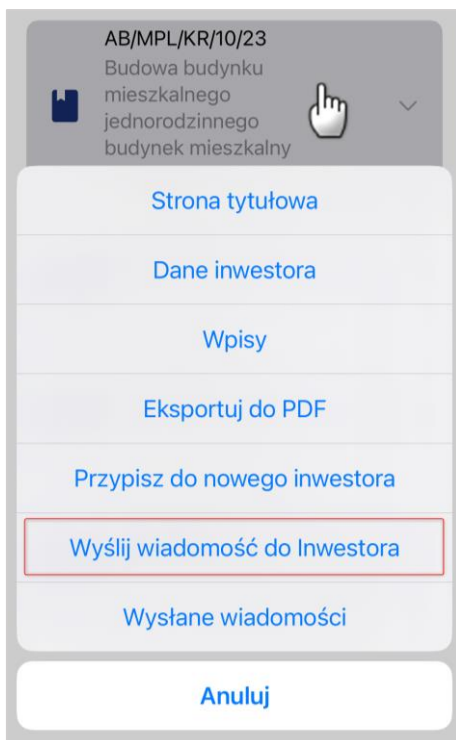 AB/MPL/KR/10/23
Budowa budynku
mieszkalnego
jednorodzinnego
budynek mieszkalny
Strona tytułowa
Dane inwestora
Wpisy
Eksportuj do PDF
Przypisz do nowego inwestora
Wyślij wiadomość do Inwestora
Wysłane wiadomości
Anuluj